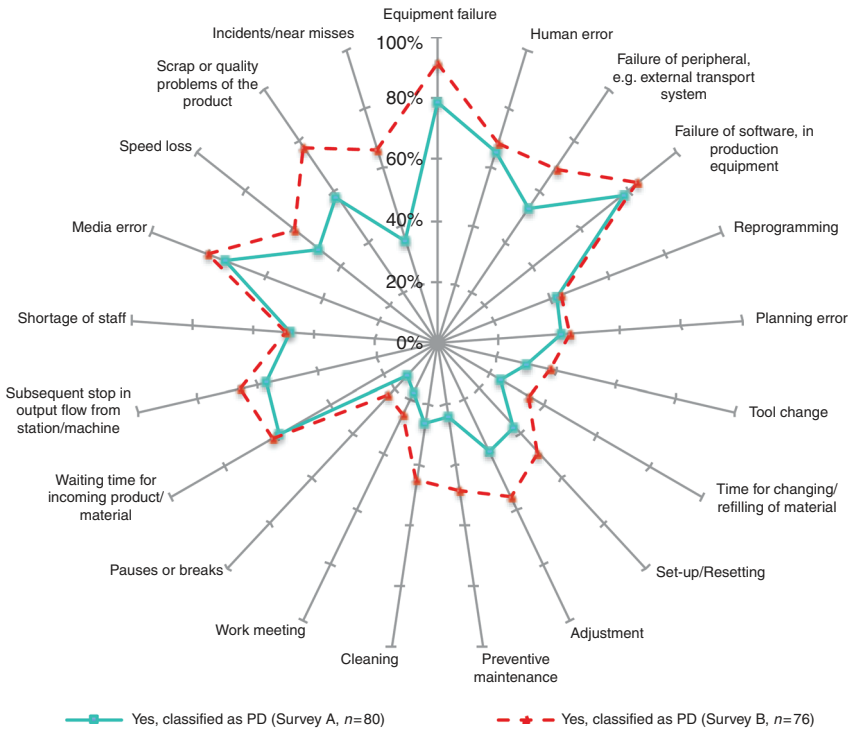 Equipment failure
Incidents/near misses
Human error
100%
Scrap or quality
problems of the
product
Failure of peripheral,
e.g. external transport
system
80%
Speed loss
Failure of software, in
production
equipment
60%
Media error
40%
Reprogramming
20%
Shortage of staff
0%
Planning error
Subsequent stop in
output flow from
station/machine
Tool change
Waiting time for
incoming product/
material
Time for changing/
refilling of material
Pauses or breaks
Set-up/Resetting
Work meeting
Adjustment
Cleaning
Preventive
maintenance
Yes, classified as PD (Survey A, n=80)
Yes, classified as PD (Survey B, n=76)